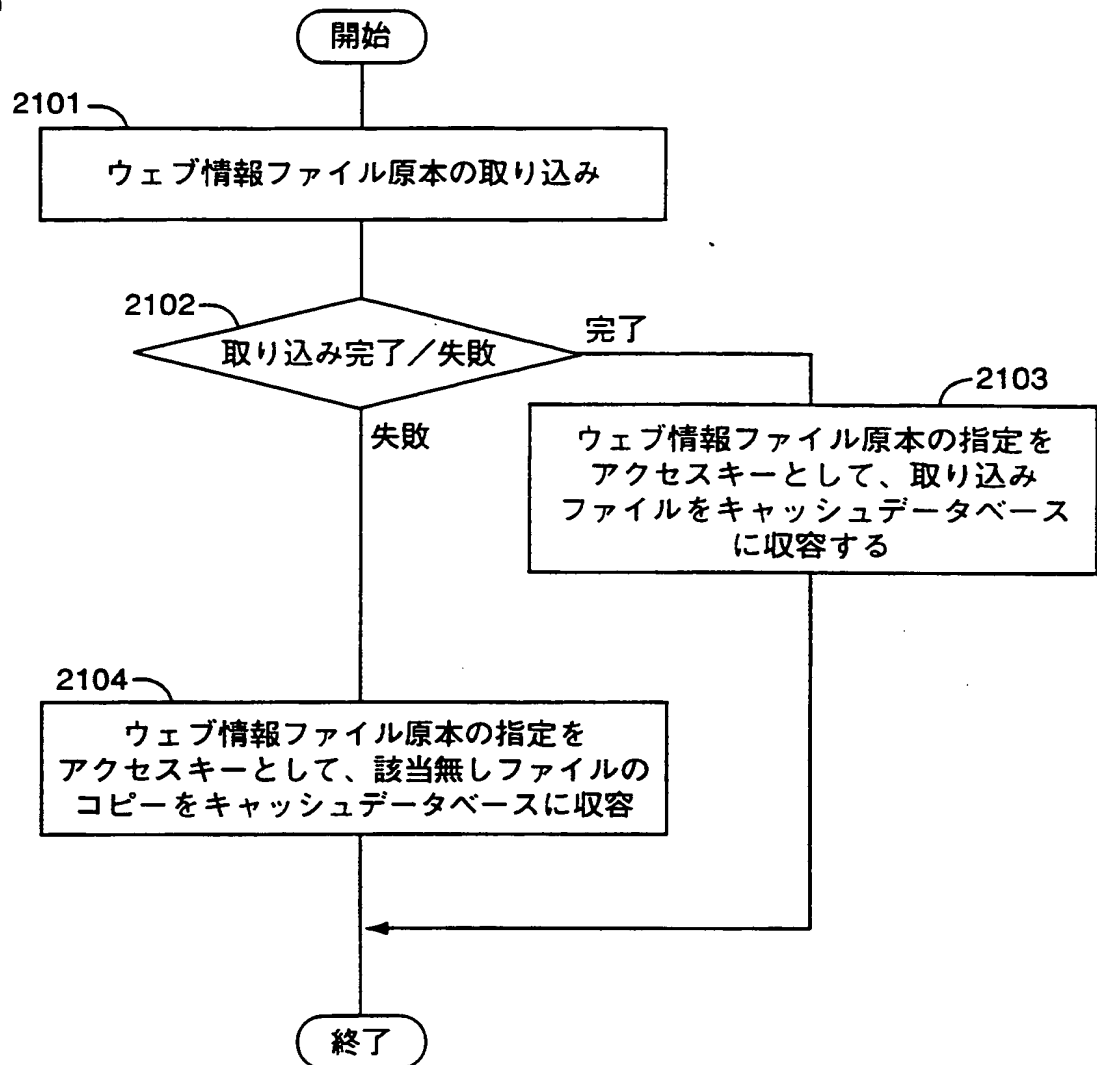 開始
2101
ウェブ情報ファイル原本の取り込み
2102
取り込み完了／失敗
完了
失敗
2103
ウェブ情報ファイル原本の指定を
アクセスキーとして、取り込み
ファイルをキャッシュデータベース
に収容する
2104
ウェブ情報ファイル原本の指定を
アクセスキーとして、該当無しファイルの
コピーをキャッシュデータベースに収容
終了